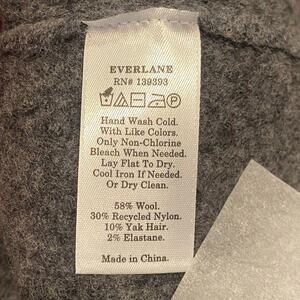 EVERLANE
RN# 139393
Hand Wash Cold.
With Like Colors.
Only Non-Chlorine
Bleach When Needed.
Lay Flat To Dry.
Cool Iron If Needed.
Or Dry Clean.
58% Wool.
30% Recycled Nylon.
10% Yak Hair.
2% Elastane.
Made in China.